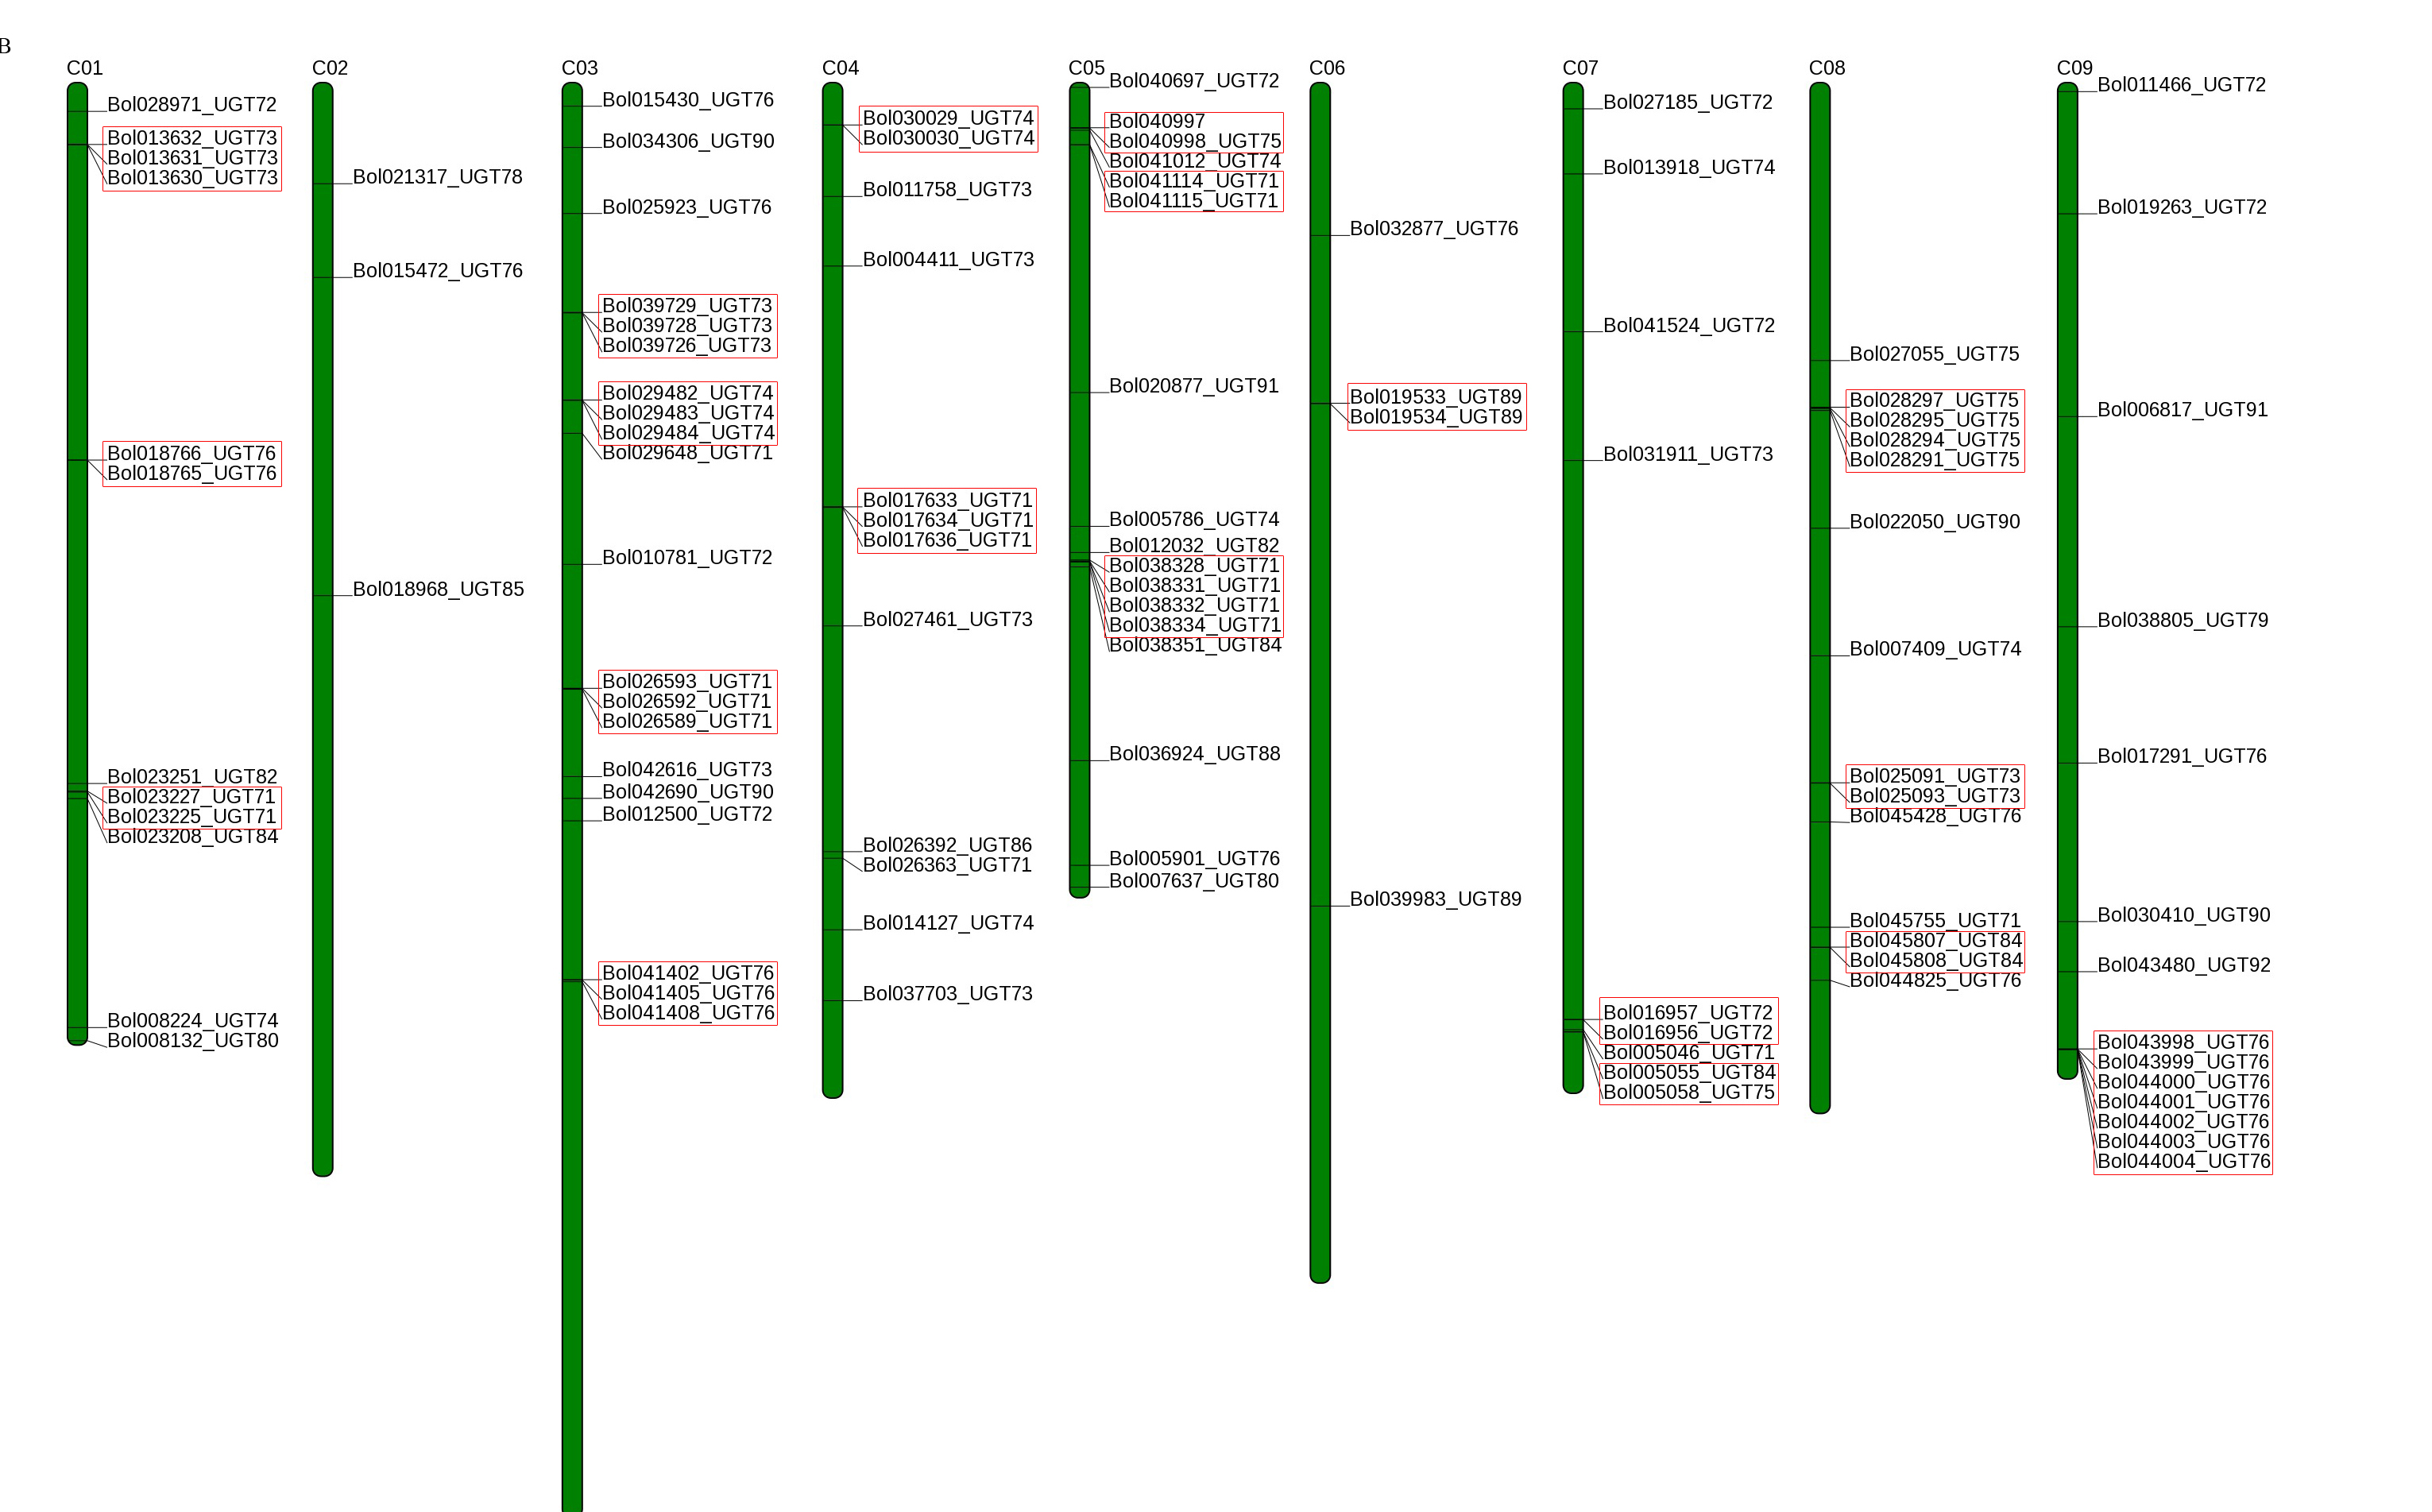 B
C01
Bol028971_UGT72
Bol013632_UGT73
Bol013631_UGT73
Bol013630_UGT73
Bol018766_UGT76
Bol018765_UGT76
Bol023251_UGT82
Bol023227_UGT71
Bol023225_UGT71
Bol023208_UGT84
Bol008224_UGT74
Bol008132_UGT80
C02
Bol021317_UGT78
Bol015472_UGT76
Bol018968_UGT85
C03
Bol015430_UGT76
Bol034306_UGT90
Bol025923_UGT76
Bol039729_UGT73
Bol039728_UGT73
Bol039726_UGT73
Bol029482_UGT74
Bol029483_UGT74
Bol029484_UGT74
Bol029648_UGT71
Bol010781_UGT72
Bol026593_UGT71
Bol026592_UGT71
Bol026589_UGT71
Bol042616_UGT73
Bol042690_UGT90
Bol012500_UGT72
Bol041402_UGT76
Bol041405_UGT76
Bol041408_UGT76
C04
Bol030029_UGT74
Bol030030_UGT74
Bol011758_UGT73
Bol004411_UGT73
Bol017633_UGT71
Bol017634_UGT71
Bol017636_UGT71
Bol027461_UGT73
Bol026392_UGT86
Bol026363_UGT71
Bol014127_UGT74
Bol037703_UGT73
C05
Bol040697_UGT72
Bol040997
Bol040998_UGT75
Bol041012_UGT74
Bol041114_UGT71
Bol041115_UGT71
Bol020877_UGT91
Bol005786_UGT74
Bol012032_UGT82
Bol038328_UGT71
Bol038331_UGT71
Bol038332_UGT71
Bol038334_UGT71
Bol038351_UGT84
Bol036924_UGT88
Bol005901_UGT76
Bol007637_UGT80
C06
Bol032877_UGT76
Bol019533_UGT89
Bol019534_UGT89
Bol039983_UGT89
C07
Bol027185_UGT72
Bol013918_UGT74
Bol041524_UGT72
Bol031911_UGT73
Bol016957_UGT72
Bol016956_UGT72
Bol005046_UGT71
Bol005055_UGT84
Bol005058_UGT75
C08
Bol027055_UGT75
Bol028297_UGT75
Bol028295_UGT75
Bol028294_UGT75
Bol028291_UGT75
Bol022050_UGT90
Bol007409_UGT74
Bol025091_UGT73
Bol025093_UGT73
Bol045428_UGT76
Bol045755_UGT71
Bol045807_UGT84
Bol045808_UGT84
Bol044825_UGT76
C09
Bol011466_UGT72
Bol019263_UGT72
Bol006817_UGT91
Bol038805_UGT79
Bol017291_UGT76
Bol030410_UGT90
Bol043480_UGT92
Bol043998_UGT76
Bol043999_UGT76
Bol044000_UGT76
Bol044001_UGT76
Bol044002_UGT76
Bol044003_UGT76
Bol044004_UGT76